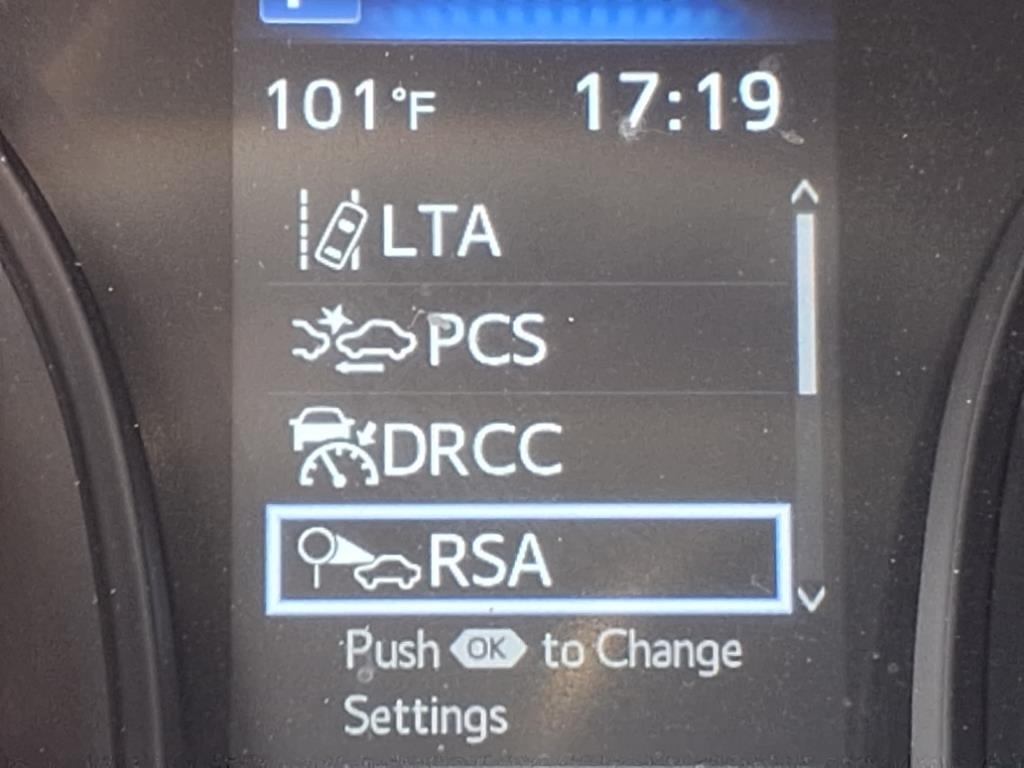 101°F 17:19
LTA
PCS
DRCC
RSA
Push OK to Change
Settings